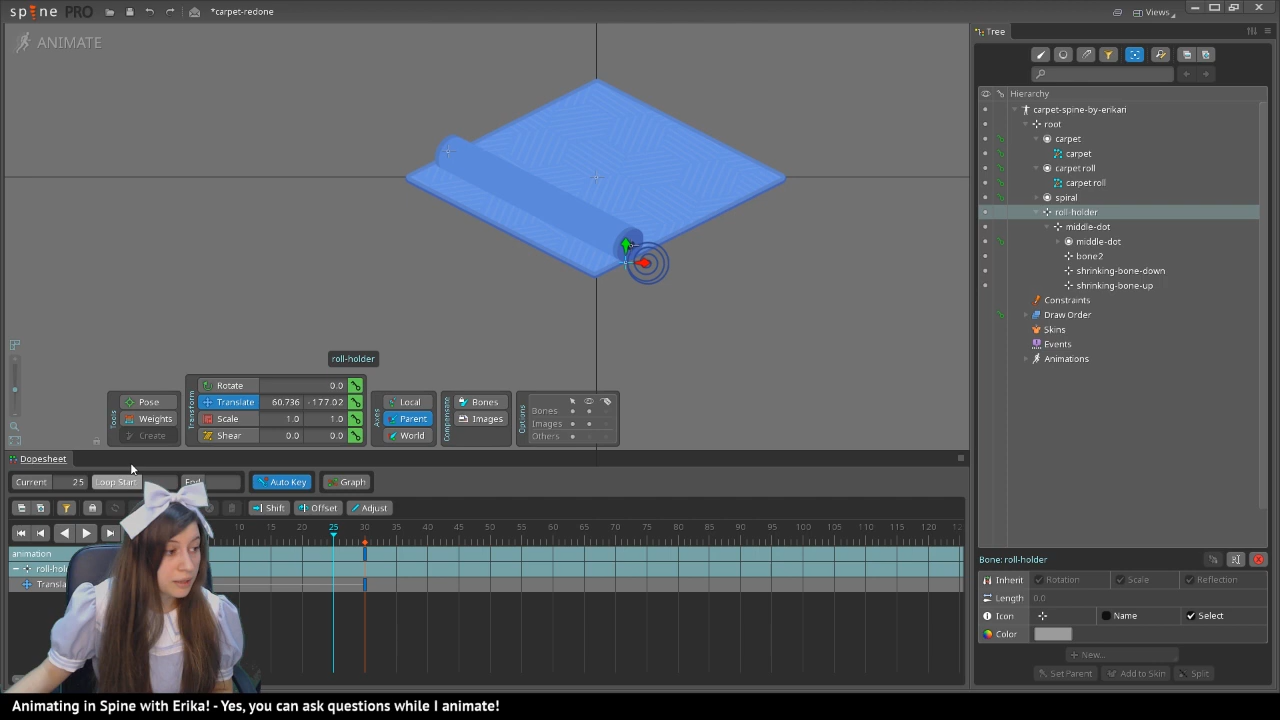 spine PRO
*carpet-redone
Views
ANIMATE
Tree
Hierarchy
carpet-spine-by-erikari
root
carpet
carpet
carpet roll
carpet roll
spiral
roll-holder
middle-dot
middle-dot
bone2
shrinking-bone-down
shrinking-bone-up
Constraints
Draw Order
Skins
Events
Animations
roll-holder
Tools
Pose
Weights
Create
Transform
Rotate 0.0
Translate 60.736 -177.02
Scale 1.0 1.0
Shear 0.0 0.0
Axes
Local
Parent
World
Compensate
Bones
Images
Options
Bones
Images
Others
Dopesheet
Current 25 Loop Start End Auto Key Graph
Shift Offset Adjust
10 15 20 25 30 35 40 45 50 55 60 65 70 75 80 85 90 95 100 105 110 115 120
animation
Bone: roll-holder
Inherit Rotation Scale Reflection
Length 0.0
Icon Name Select
Color
+ New...
Set Parent Add to Skin Split
Animating in Spine with Erika! - Yes, you can ask questions while I animate!